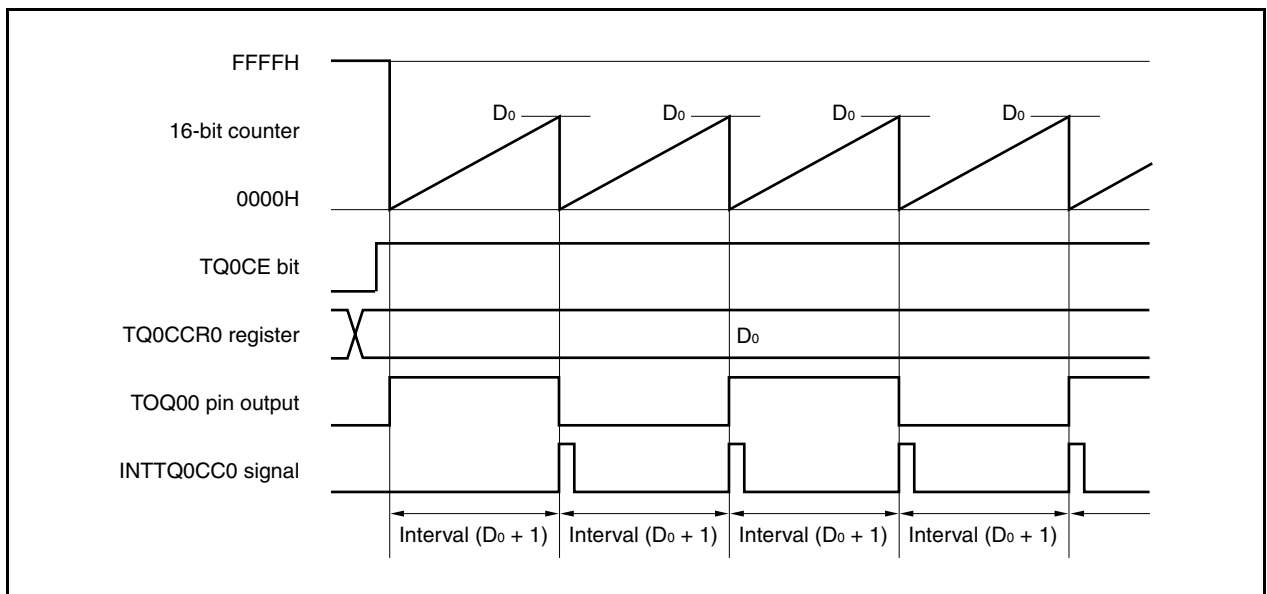 FFFFH
D0 D0 D0 D0
16-bit counter
0000H
TQ0CE bit
TQ0CCR0 register D0
TOQ00 pin output
INTTQ0CC0 signal
Interval (D0 + 1) Interval (D0 + 1) Interval (D0 + 1) Interval (D0 + 1)